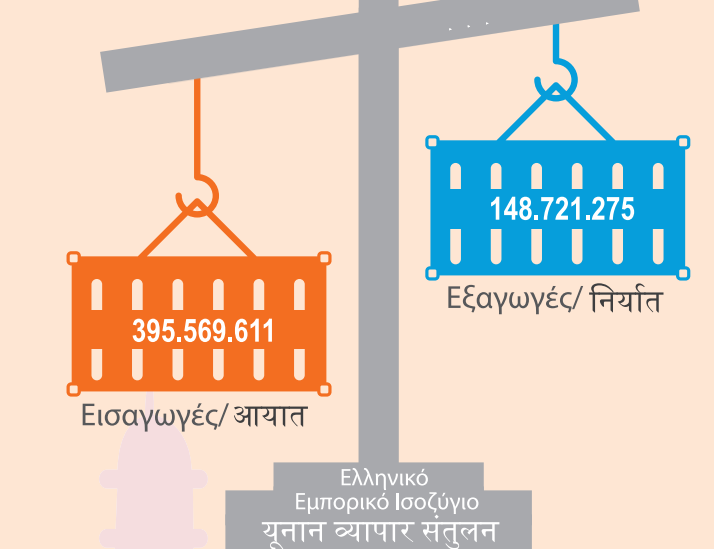 148.721.275
Εξαγωγές/ निर्यात
395.569.611
Εισαγωγές/ आयात
Ελληνικό
Εμπορικό Ισοζύγιο
यूनान व्यापार संतुलन